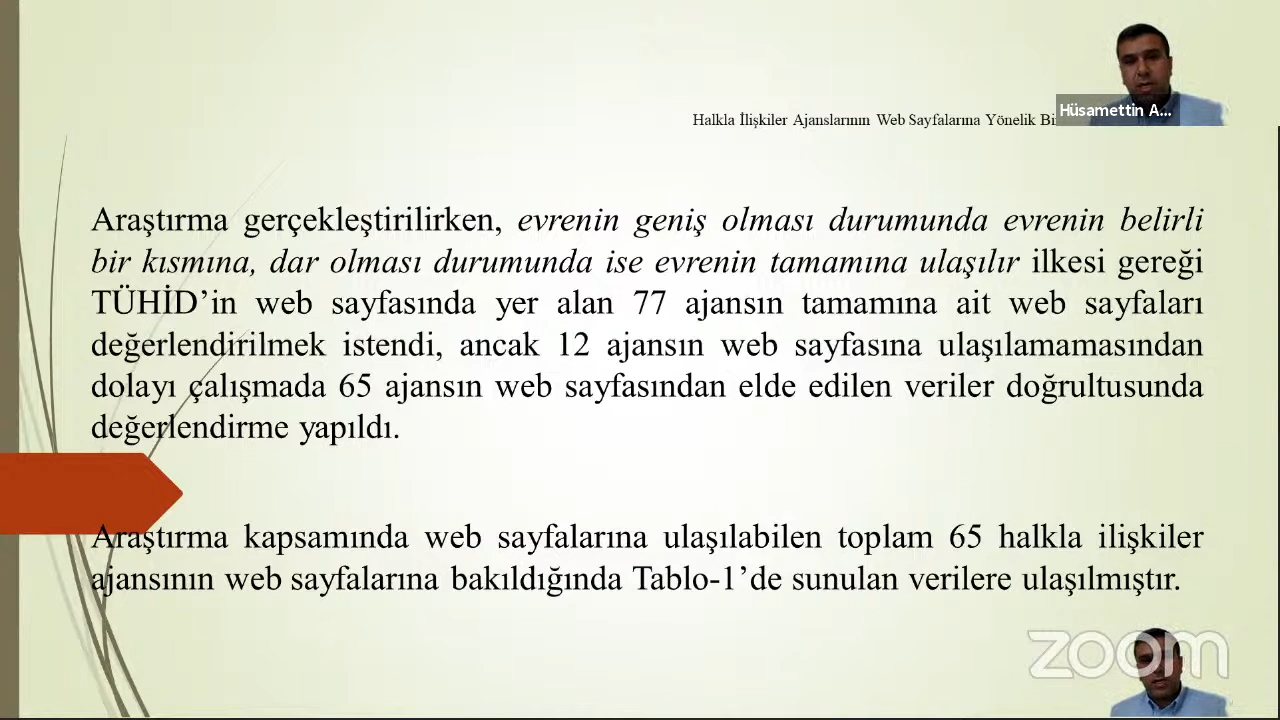 Halkla İlişkiler Ajanslarının Web Sayfalarına Yönelik
Hüsamettin A...
Araştırma gerçekleştirilirken, evrenin geniş olması durumunda evrenin belirli
bir kısmına, dar olması durumunda ise evrenin tamamına ulaşılır ilkesi gereği
TÜHİD’in web sayfasında yer alan 77 ajansın tamamına ait web sayfaları
değerlendirilmek istendi, ancak 12 ajansın web sayfasına ulaşılamamasından
dolayı çalışmada 65 ajansın web sayfasından elde edilen veriler doğrultusunda
değerlendirme yapıldı.
Araştırma kapsamında web sayfalarına ulaşılabilen toplam 65 halkla ilişkiler
ajansının web sayfalarına bakıldığında Tablo-1’de sunulan verilere ulaşılmıştır.
zoom